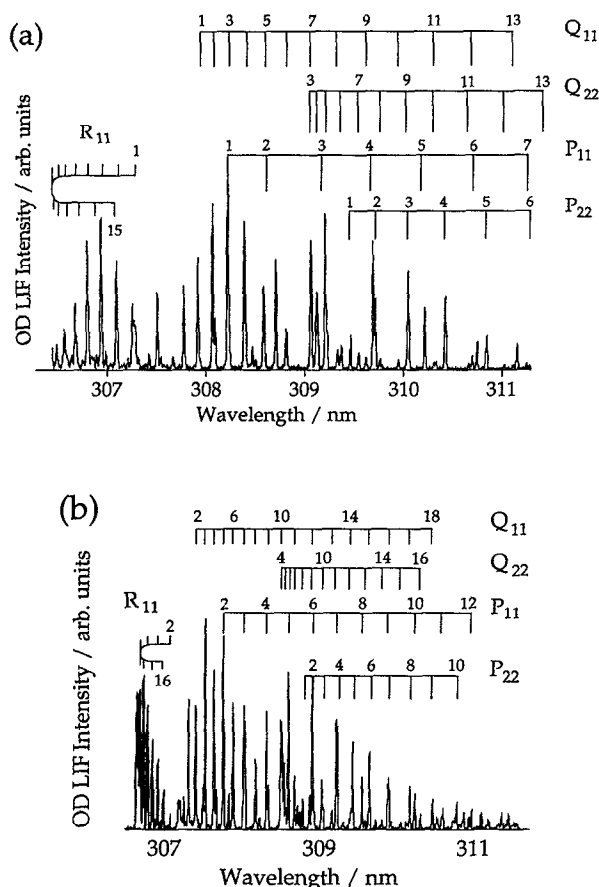 (a)
1 3 5 7 9 11 13 Q11
3 7 9 11 13 Q22
R11 1
15
1 2 3 4 5 6 7 P11
1 2 3 4 5 6 P22
OD LIF Intensity / arb. units
307 308 309 310 311
Wavelength / nm
(b)
2 6 10 14 18 Q11
4 10 14 16 Q22
R11 2
16
2 4 6 8 10 12 P11
2 4 6 8 10 P22
OD LIF Intensity / arb. units
307 309 311
Wavelength / nm